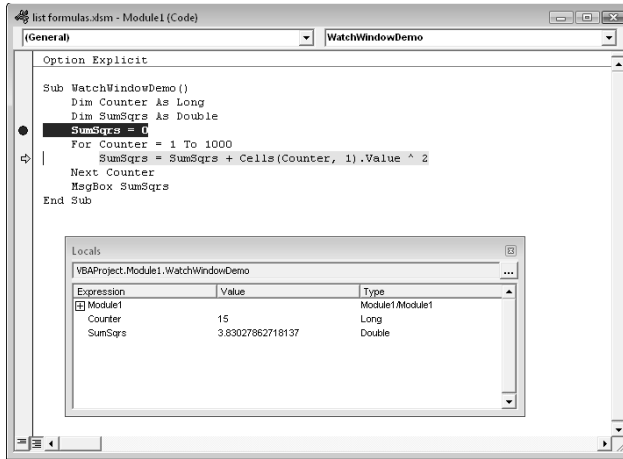 list formulas.xlsm - Module1 (Code)
(General) WatchWindowDemo
Option Explicit
Sub WatchWindowDemo()
Dim Counter As Long
Dim SumSqrs As Double
SumSqrs = 0
For Counter = 1 To 1000
SumSqrs = SumSqrs + Cells(Counter, 1).Value ^ 2
Next Counter
MsgBox SumSqrs
End Sub
Locals
VBAProject.Module1.WatchWindowDemo ...
Expression Value Type
Module1 Module1/Module1
Counter 15 Long
SumSqrs 3.83027862718137 Double